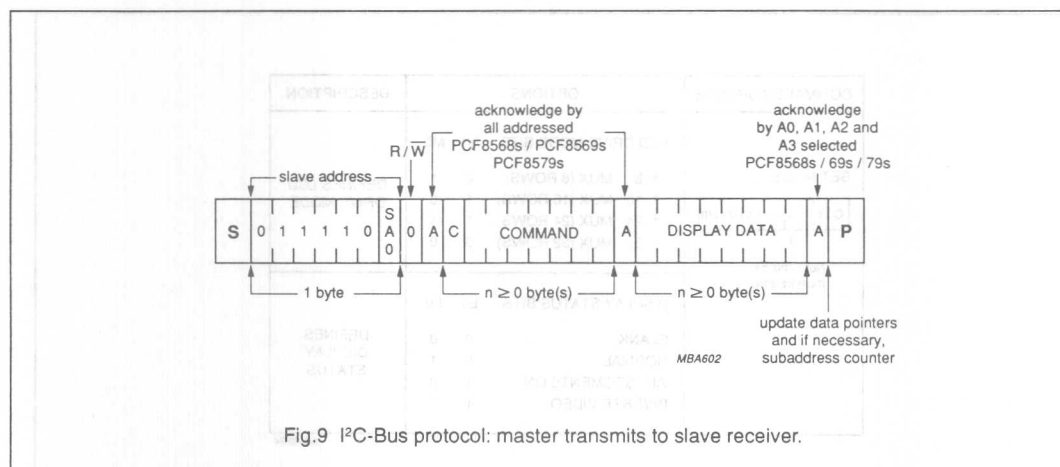 acknowledge by
all addressed
PCF8568s / PCF8569s
PCF8579s
acknowledge
by A0, A1, A2 and
A3 selected
PCF8568s / 69s / 79s
R / W̅
slave address
S 0 1 1 1 1 0 S A 0 0 A C COMMAND A DISPLAY DATA A P
1 byte
n ≥ 0 byte(s)
n ≥ 0 byte(s)
update data pointers
and if necessary,
subaddress counter
MBA602
Fig.9 I²C-Bus protocol: master transmits to slave receiver.